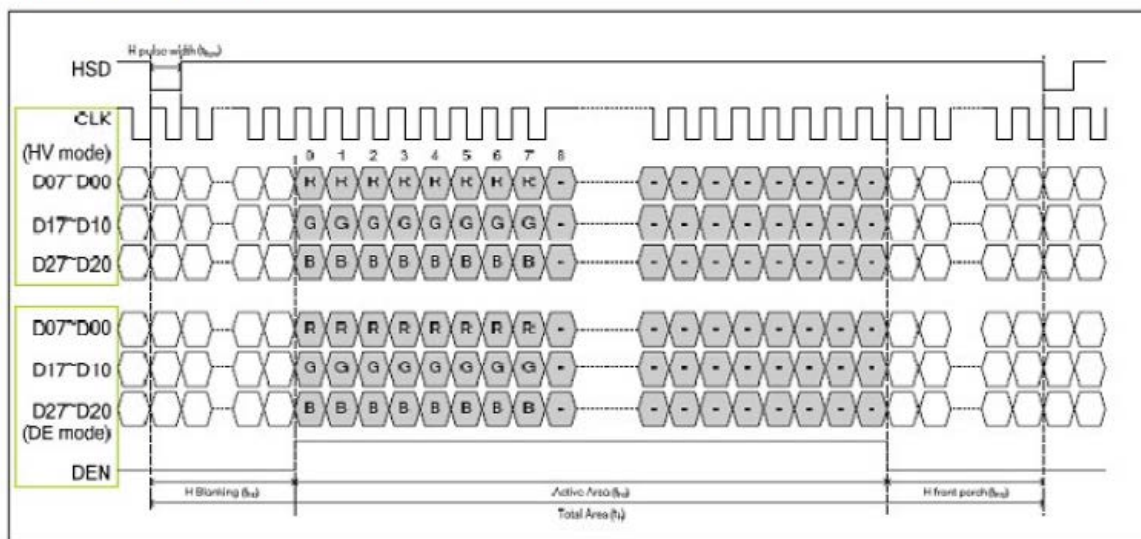 H pulse width (thpw)
HSD
CLK
(HV mode)
0 1 2 3 4 5 6 7 8
D07~D00 R R R R R R R R - - - - - - - - -
D17~D10 G G G G G G G G - - - - - - - - -
D27~D20 B B B B B B B B - - - - - - - - -
D07~D00 R R R R R R R R - - - - - - - - -
D17~D10 G G G G G G G G - - - - - - - - -
D27~D20 B B B B B B B B - - - - - - - - -
(DE mode)
DEN
H Blanking
Active Area
H front porch
Total Area